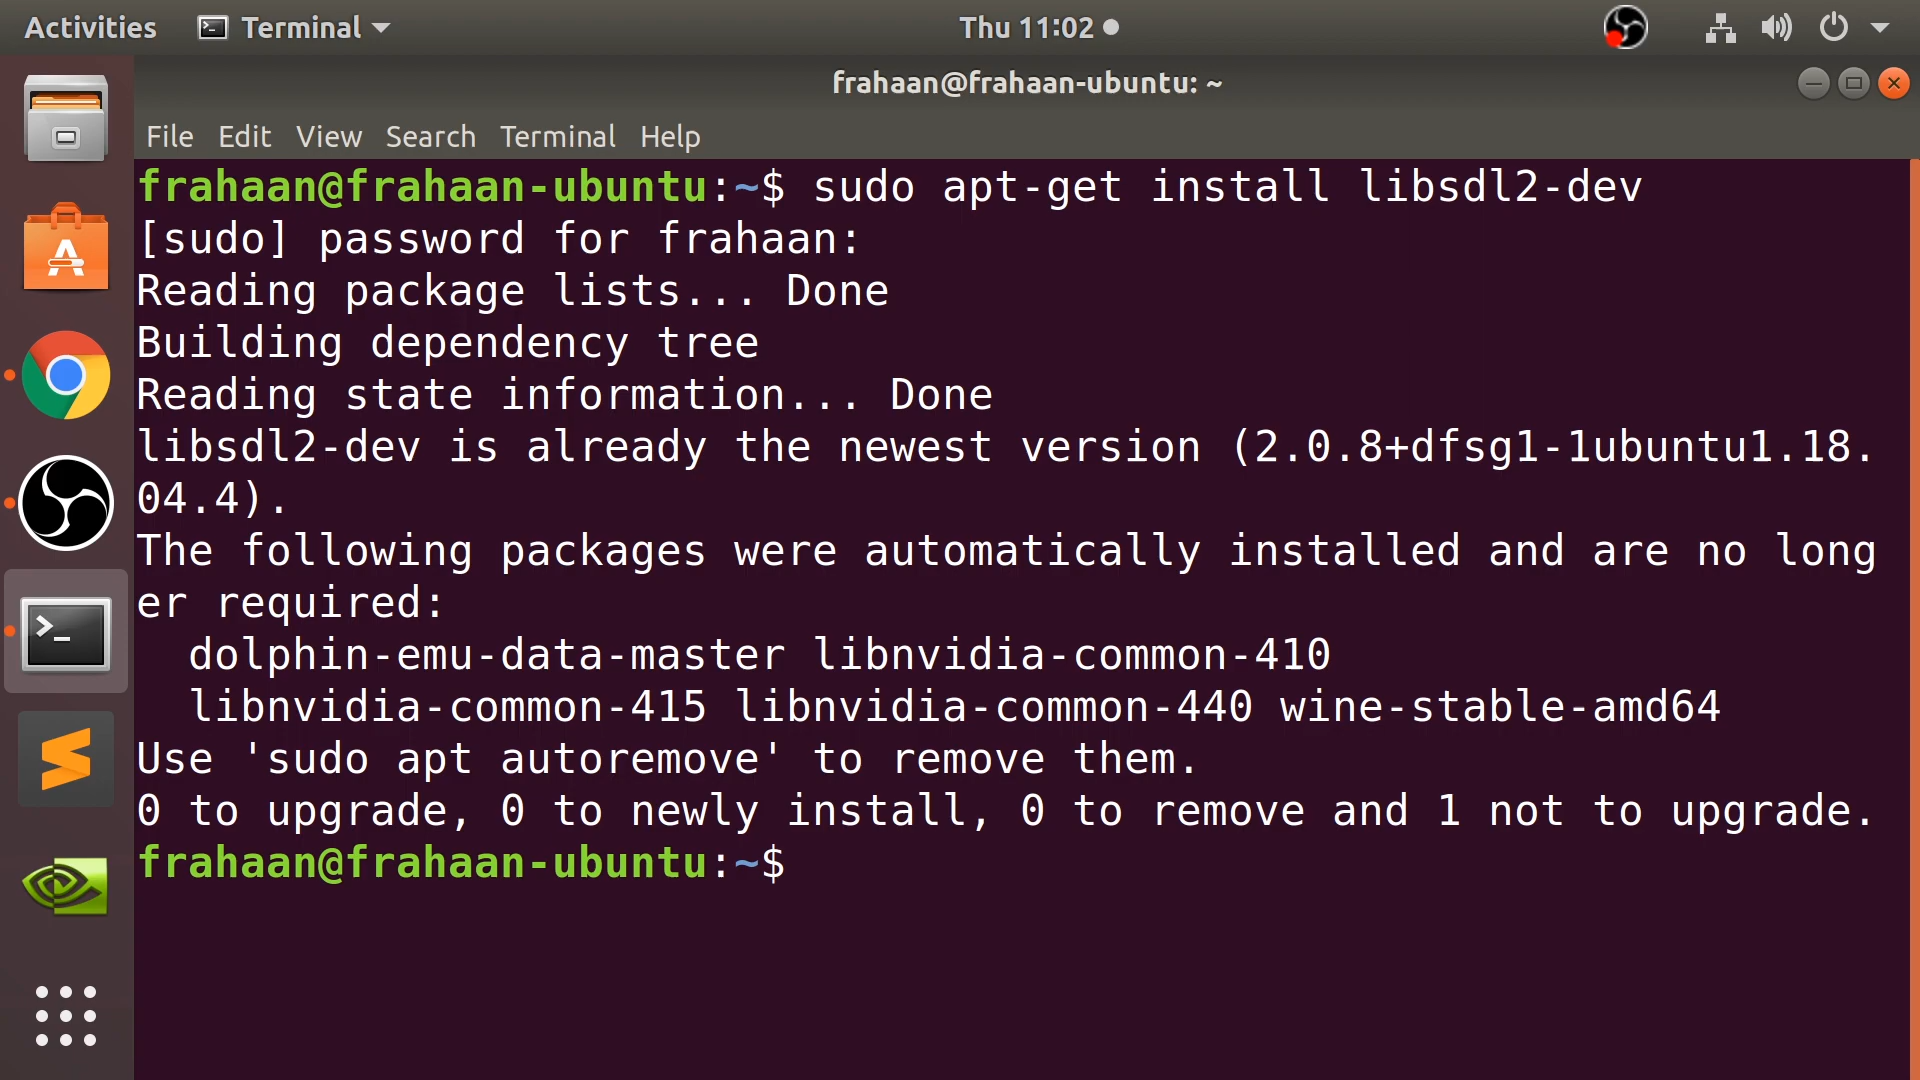 Activities Terminal Thu 11:02
frahaan@frahaan-ubuntu: ~
File Edit View Search Terminal Help
frahaan@frahaan-ubuntu:~$ sudo apt-get install libsdl2-dev
[sudo] password for frahaan:
Reading package lists... Done
Building dependency tree
Reading state information... Done
libsdl2-dev is already the newest version (2.0.8+dfsg1-1ubuntu1.18.
04.4).
The following packages were automatically installed and are no long
er required:
  dolphin-emu-data-master libnvidia-common-410
  libnvidia-common-415 libnvidia-common-440 wine-stable-amd64
Use 'sudo apt autoremove' to remove them.
0 to upgrade, 0 to newly install, 0 to remove and 1 not to upgrade.
frahaan@frahaan-ubuntu:~$